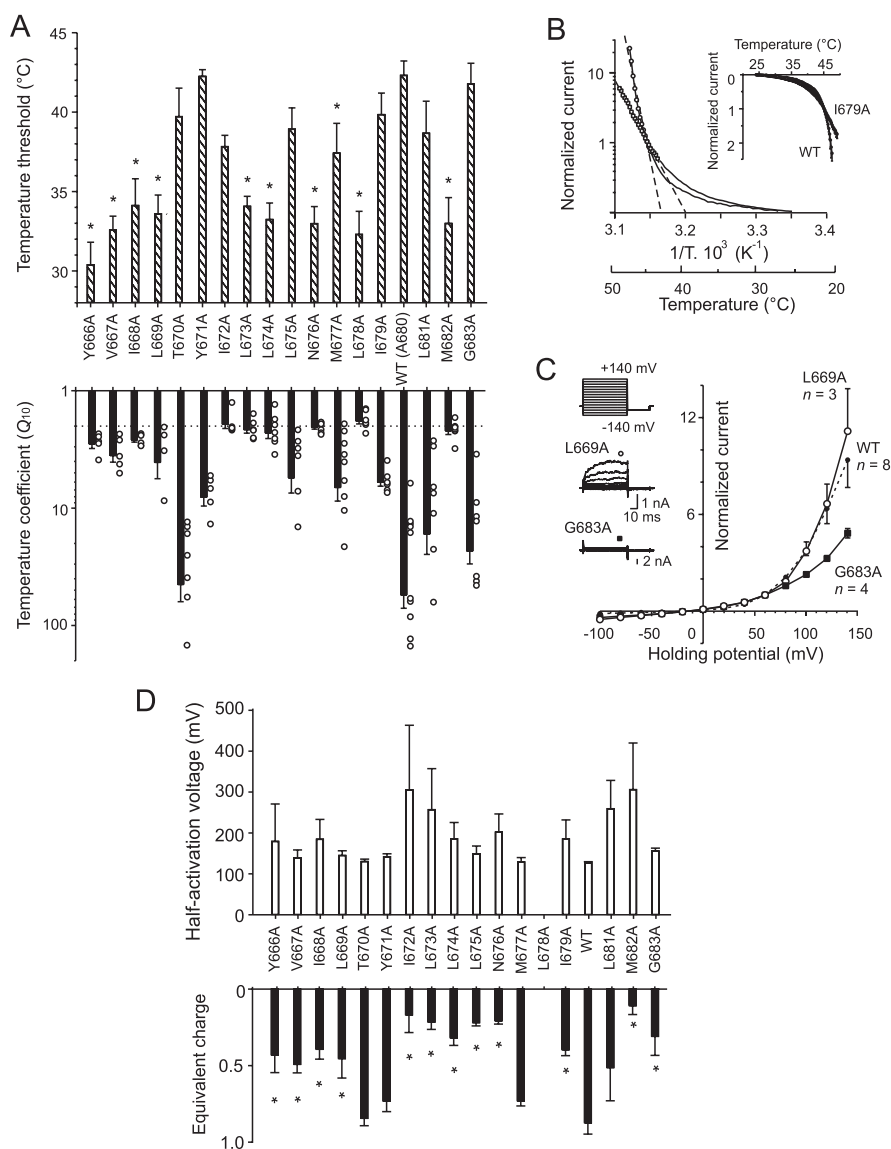 A
Temperature threshold (°C)
45
40
35
30
* * * * * * * * * *
Y666A V667A I668A L669A T670A Y671A I672A L673A L674A L675A N676A M677A L678A I679A WT (A680) L681A M682A G683A
Temperature coefficient (Q10)
1
10
100
B
Normalized current
10
1
3.1 3.2 3.3 3.4
1/T. 10³ (K⁻¹)
50 40 30 20
Temperature (°C)
Temperature (°C)
25 35 45
Normalized current
0
1
2
I679A
WT
C
+140 mV
-140 mV
L669A
1 nA
10 ms
G683A
2 nA
Normalized current
12
6
L669A
n = 3
WT
n = 8
G683A
n = 4
-100 -50 0 50 100 150
Holding potential (mV)
D
Half-activation voltage (mV)
500
400
300
200
100
0
Y666A V667A I668A L669A T670A Y671A I672A L673A L674A L675A N676A M677A L678A I679A WT L681A M682A G683A
Equivalent charge
0
0.5
1.0
* * * * * * * * * * * *